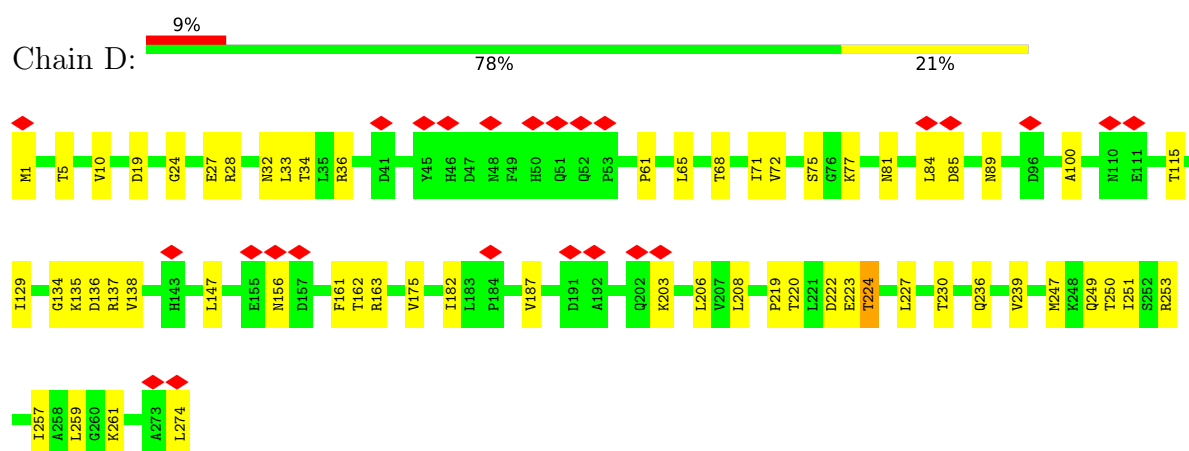 9%
Chain D:
78% 21%
M1 T5 V10 D19 G24 E27 R28 N32 L33 T34 L35 R36 D41 Y45 H46 D47 N48 F49 H50 Q51 Q52 P53 P61 L65 T68 I71 V72 S75 G76 K77 N81 L84 D85 N89 D96 A100 N110 E111 T115
I129 G134 K135 D136 R137 V138 H143 L147 E155 N156 D157 F161 T162 R163 V175 I182 L183 P184 V187 D191 A192 Q202 K203 L206 V207 L208 P219 T220 L221 D222 E223 T224 L227 T230 Q236 V239 M247 K248 Q249 T250 I251 S252 R253
I257 A258 L259 G260 K261 A273 L274